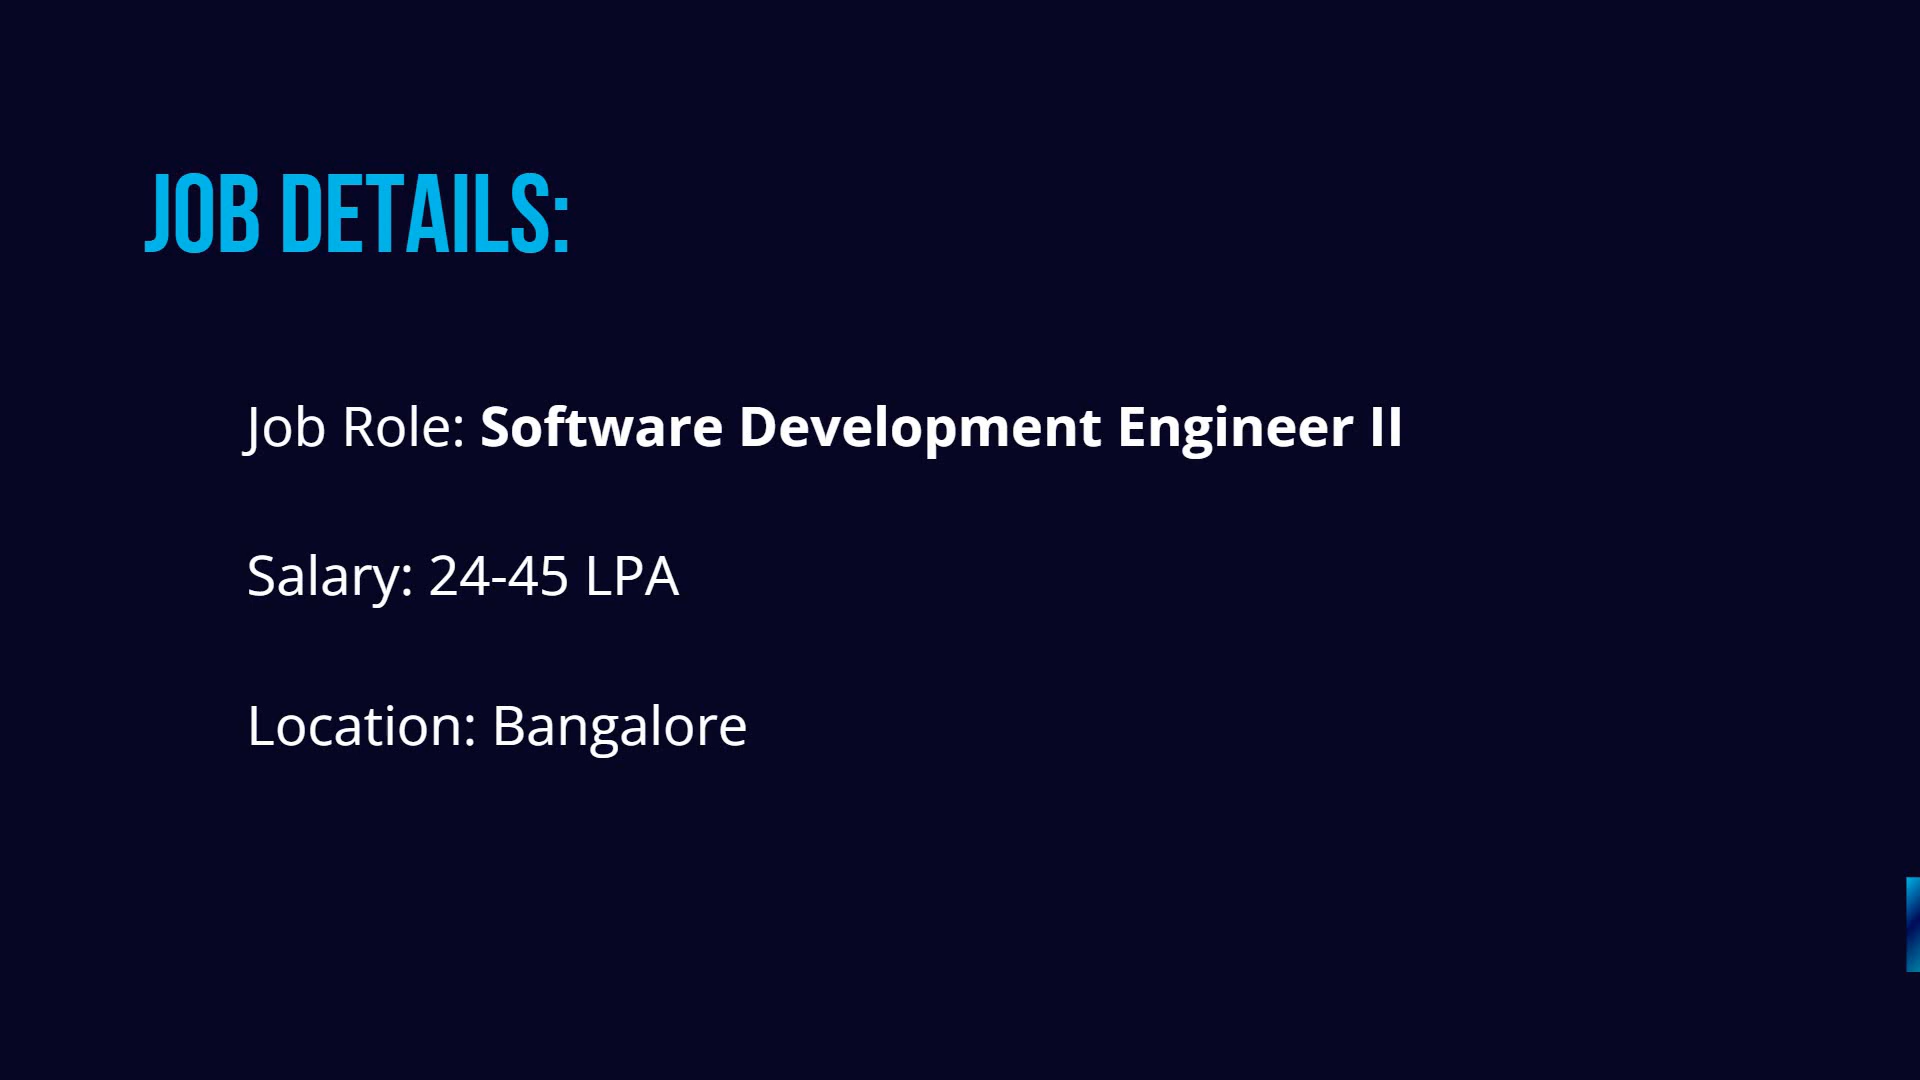 JOB DETAILS:
Job Role: Software Development Engineer II
Salary: 24-45 LPA
Location: Bangalore